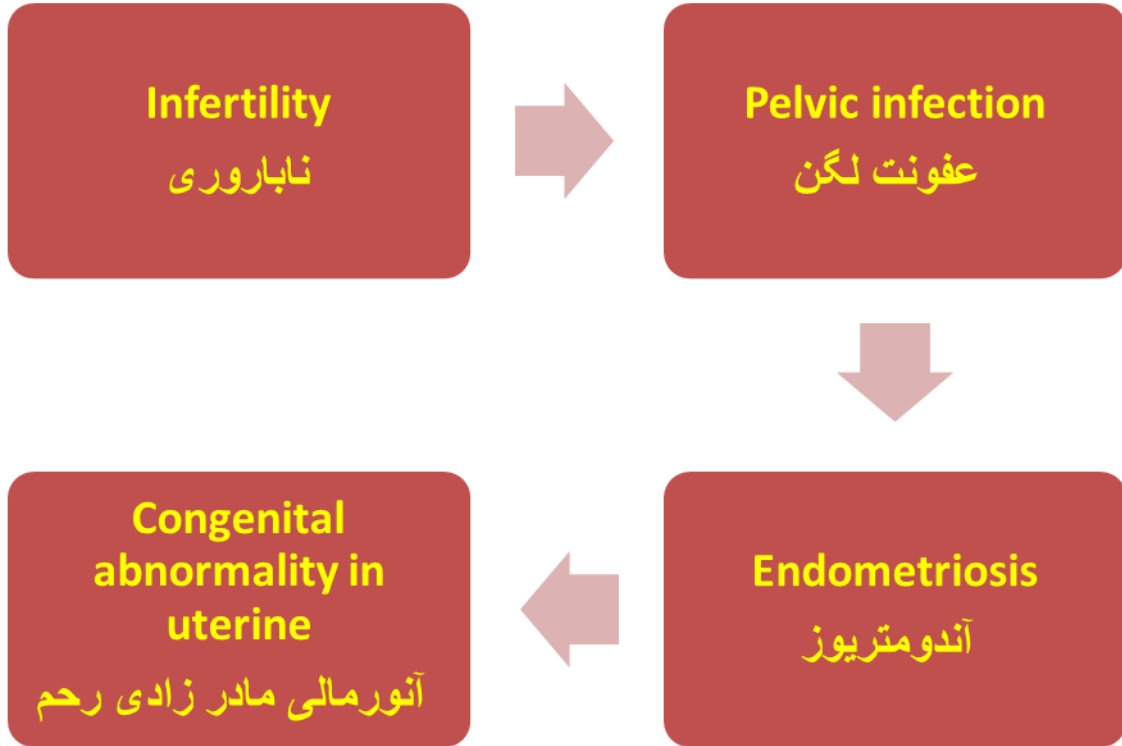 Infertility
ناباروری
Pelvic infection
عفونت لگن
Endometriosis
آندومتریوز
Congenital
abnormality in
uterine
آنورمالی مادر زادی رحم